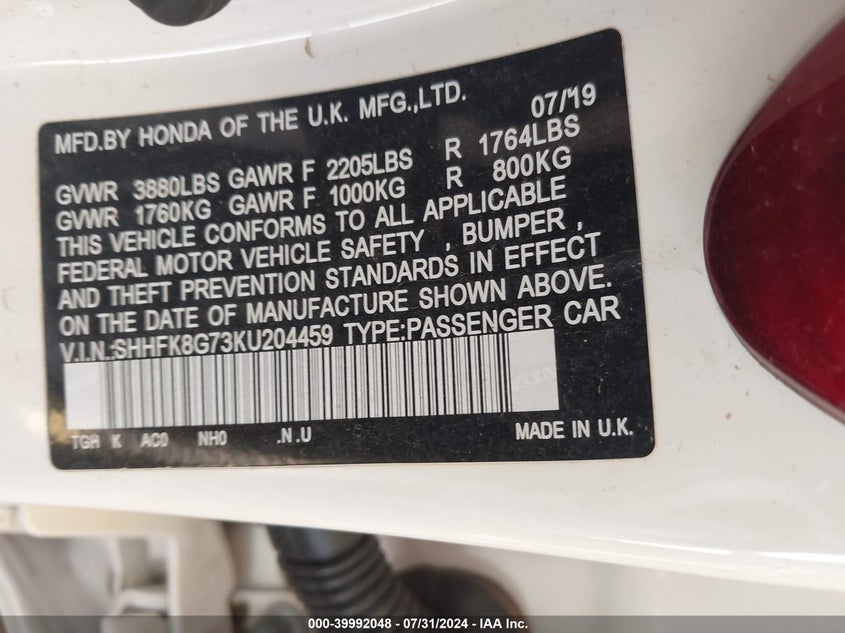 MFD.BY HONDA OF THE U.K. MFG.,LTD. 07/19
GVWR 3880LBS GAWR F 2205LBS R 1764LBS
GVWR 1760KG GAWR F 1000KG R 800KG
THIS VEHICLE CONFORMS TO ALL APPLICABLE
FEDERAL MOTOR VEHICLE SAFETY , BUMPER ,
AND THEFT PREVENTION STANDARDS IN EFFECT
ON THE DATE OF MANUFACTURE SHOWN ABOVE.
V.I.N.SHHFK8G73KU204459 TYPE:PASSENGER CAR
TGH K AC0 NH0 .N.U MADE IN U.K.
000-39992048 - 07/31/2024 - IAA Inc.